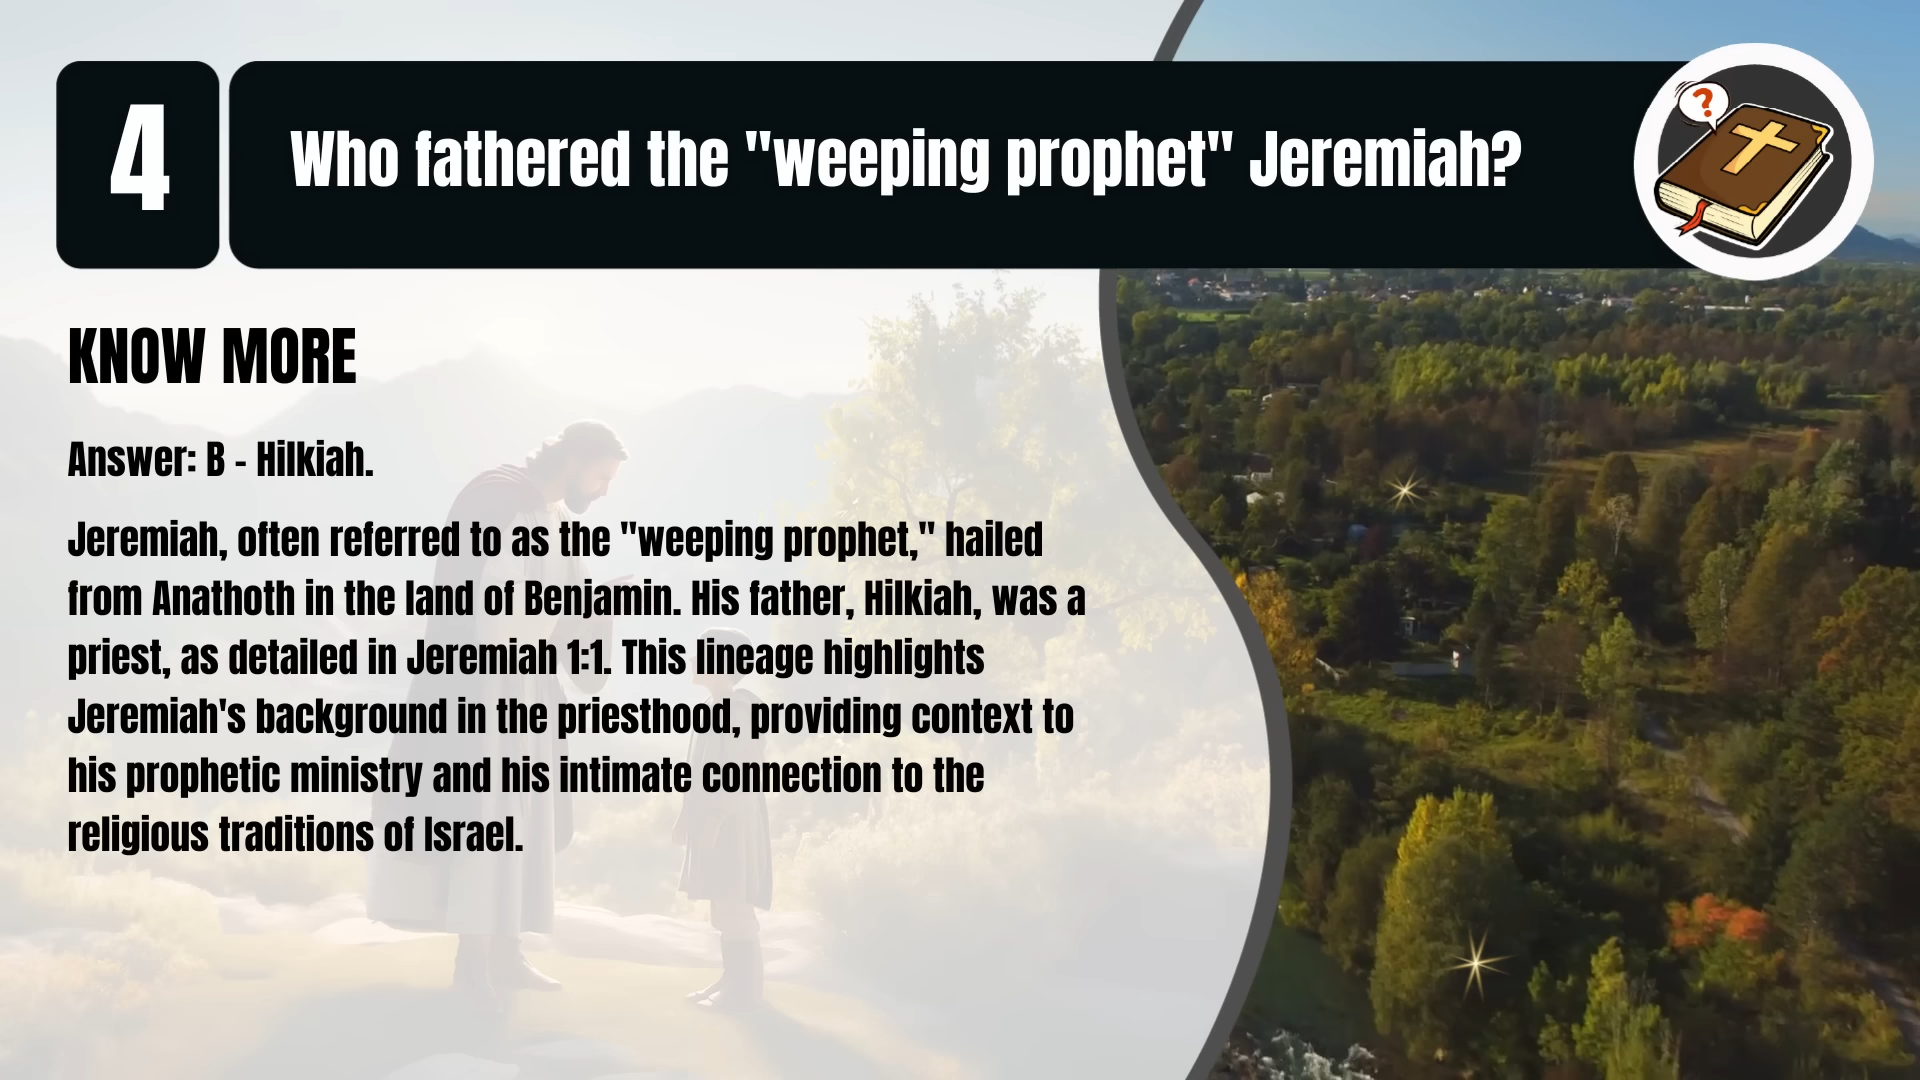 4
Who fathered the "weeping prophet" Jeremiah?
?
KNOW MORE
Answer: B - Hilkiah.
Jeremiah, often referred to as the "weeping prophet," hailed
from Anathoth in the land of Benjamin. His father, Hilkiah, was a
priest, as detailed in Jeremiah 1:1. This lineage highlights
Jeremiah's background in the priesthood, providing context to
his prophetic ministry and his intimate connection to the
religious traditions of Israel.